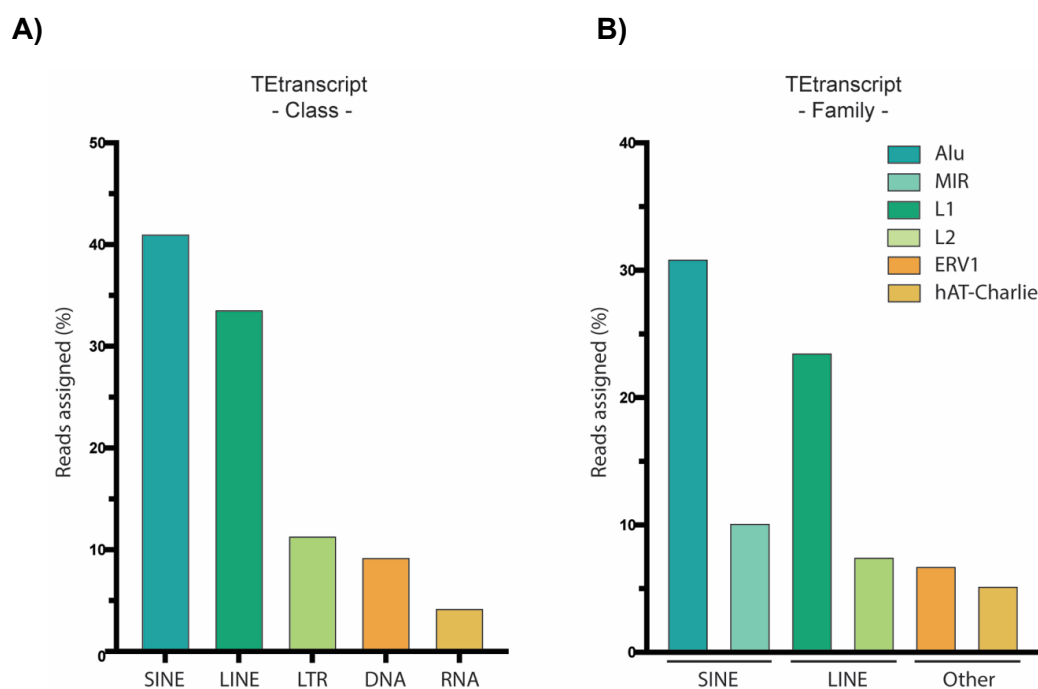 A)
TEtranscript
- Class -
Reads assigned (%)
50
40
30
20
10
0
SINE LINE LTR DNA RNA
B)
TEtranscript
- Family -
Reads assigned (%)
40
30
20
10
0
Alu
MIR
L1
L2
ERV1
hAT-Charlie
SINE LINE Other